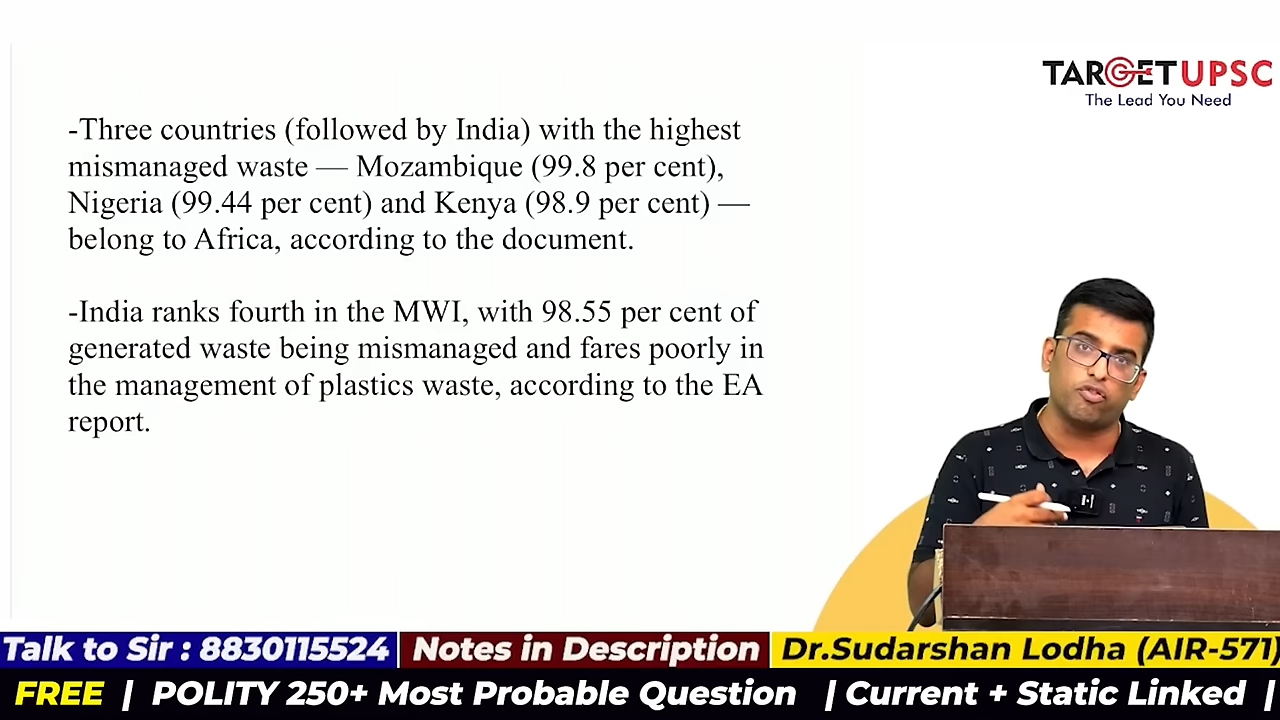 TARGETUPSC
The Lead You Need
-Three countries (followed by India) with the highest
mismanaged waste — Mozambique (99.8 per cent),
Nigeria (99.44 per cent) and Kenya (98.9 per cent) —
belong to Africa, according to the document.
-India ranks fourth in the MWI, with 98.55 per cent of
generated waste being mismanaged and fares poorly in
the management of plastics waste, according to the EA
report.
Talk to Sir : 8830115524
Notes in Description
Dr.Sudarshan Lodha (AIR-571)
FREE | POLITY 250+ Most Probable Question | Current + Static Linked |